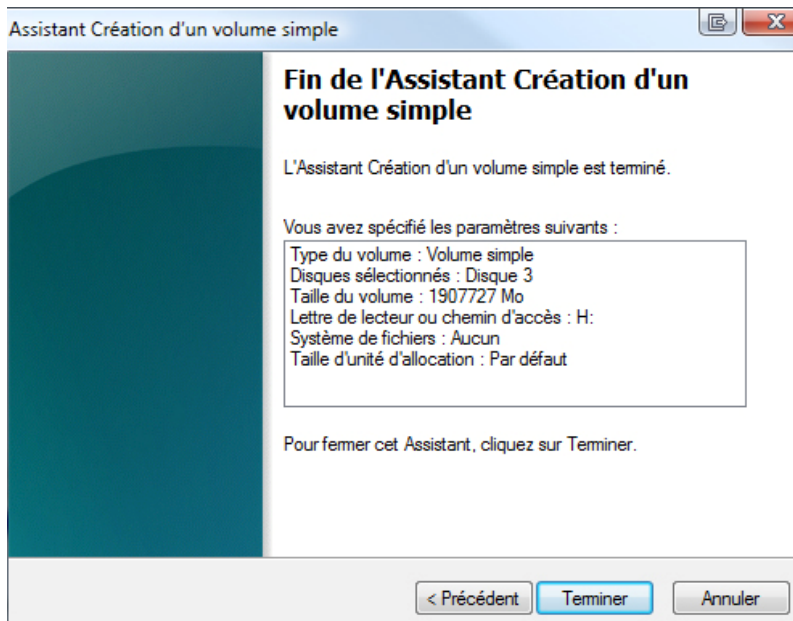 Assistant Création d'un volume simple
Fin de l'Assistant Création d'un
volume simple
L'Assistant Création d'un volume simple est terminé.
Vous avez spécifié les paramètres suivants :
Type du volume : Volume simple
Disques sélectionnés : Disque 3
Taille du volume : 1907727 Mo
Lettre de lecteur ou chemin d'accès : H:
Système de fichiers : Aucun
Taille d'unité d'allocation : Par défaut
Pour fermer cet Assistant, cliquez sur Terminer.
< Précédent Terminer Annuler